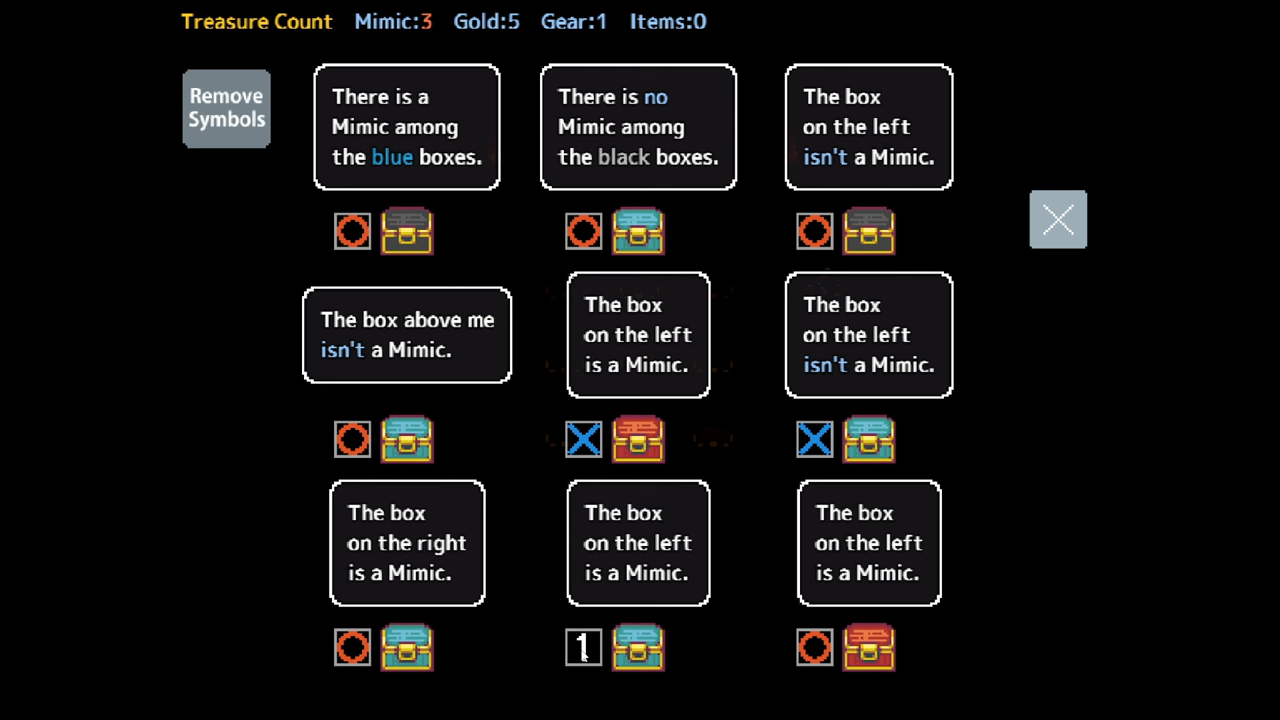 Treasure Count Mimic:3 Gold:5 Gear:1 Items:0
Remove
Symbols
There is a
Mimic among
the blue boxes.
There is no
Mimic among
the black boxes.
The box
on the left
isn't a Mimic.
The box above me
isn't a Mimic.
The box
on the left
is a Mimic.
The box
on the left
isn't a Mimic.
The box
on the right
is a Mimic.
The box
on the left
is a Mimic.
1
The box
on the left
is a Mimic.